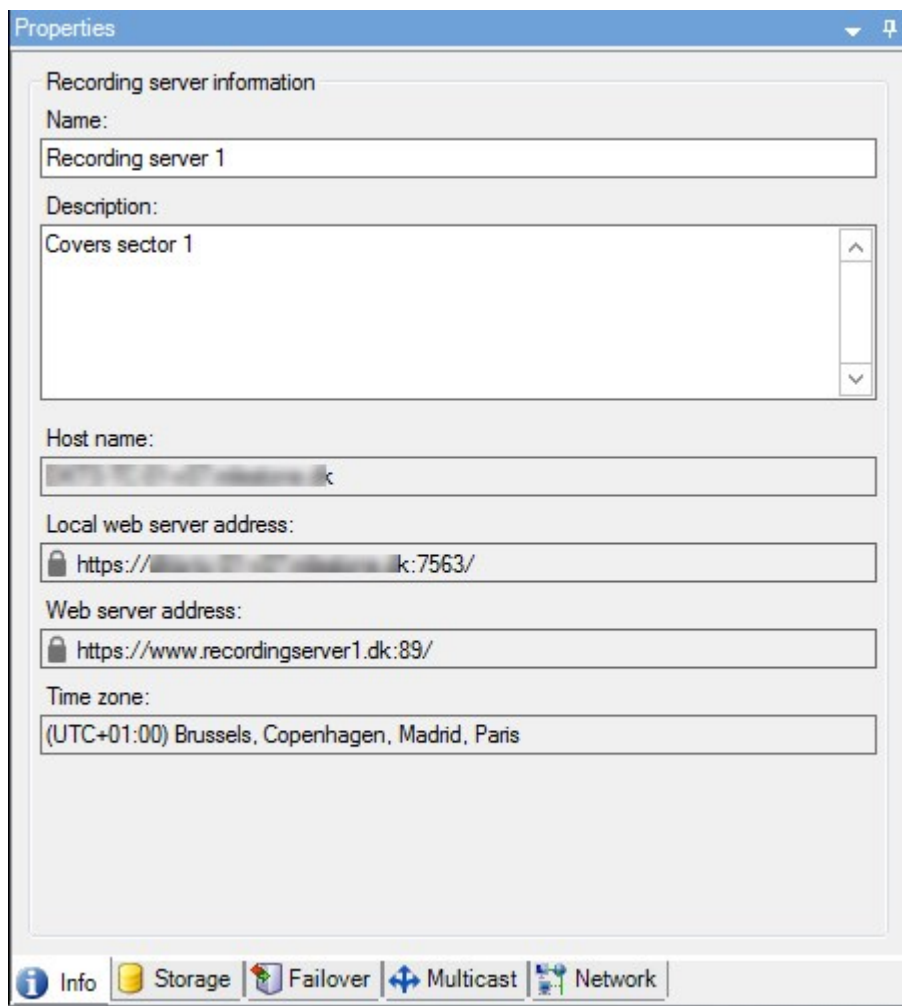 Properties
Recording server information
Name:
Recording server 1
Description:
Covers sector 1
Host name:
Local web server address:
https:// k:7563/
Web server address:
https://www.recordingserver1.dk:89/
Time zone:
(UTC+01:00) Brussels, Copenhagen, Madrid, Paris
Info Storage Failover Multicast Network